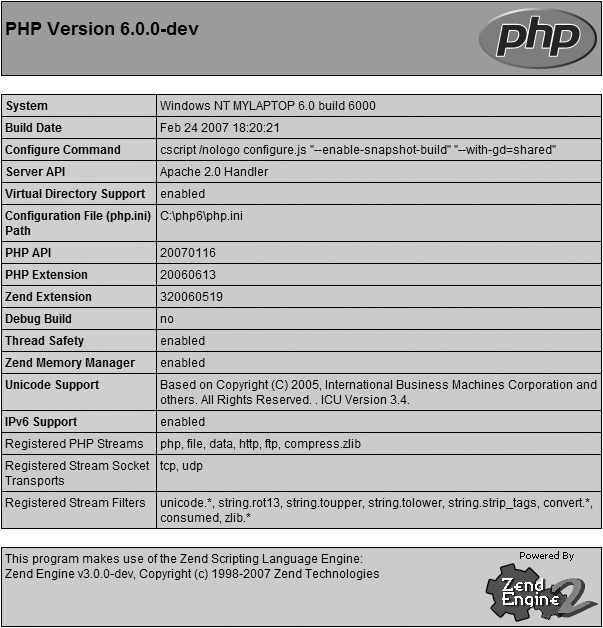 PHP Version 6.0.0-dev
php
System Windows NT MYLAPTOP 6.0 build 6000
Build Date Feb 24 2007 18:20:21
Configure Command cscript /nologo configure.js "--enable-snapshot-build" "--with-gd=shared"
Server API Apache 2.0 Handler
Virtual Directory Support enabled
Configuration File (php.ini) C:\php6\php.ini
Path
PHP API 20070116
PHP Extension 20060613
Zend Extension 320060519
Debug Build no
Thread Safety enabled
Zend Memory Manager enabled
Unicode Support Based on Copyright (C) 2005, International Business Machines Corporation and
others. All Rights Reserved. . ICU Version 3.4.
IPv6 Support enabled
Registered PHP Streams php, file, data, http, ftp, compress.zlib
Registered Stream Socket tcp, udp
Transports
Registered Stream Filters unicode.*, string.rot13, string.toupper, string.tolower, string.strip_tags, convert.*,
consumed, zlib.*
This program makes use of the Zend Scripting Language Engine:
Zend Engine v3.0.0-dev, Copyright (c) 1998-2007 Zend Technologies
Powered By
Zend
Engine 2